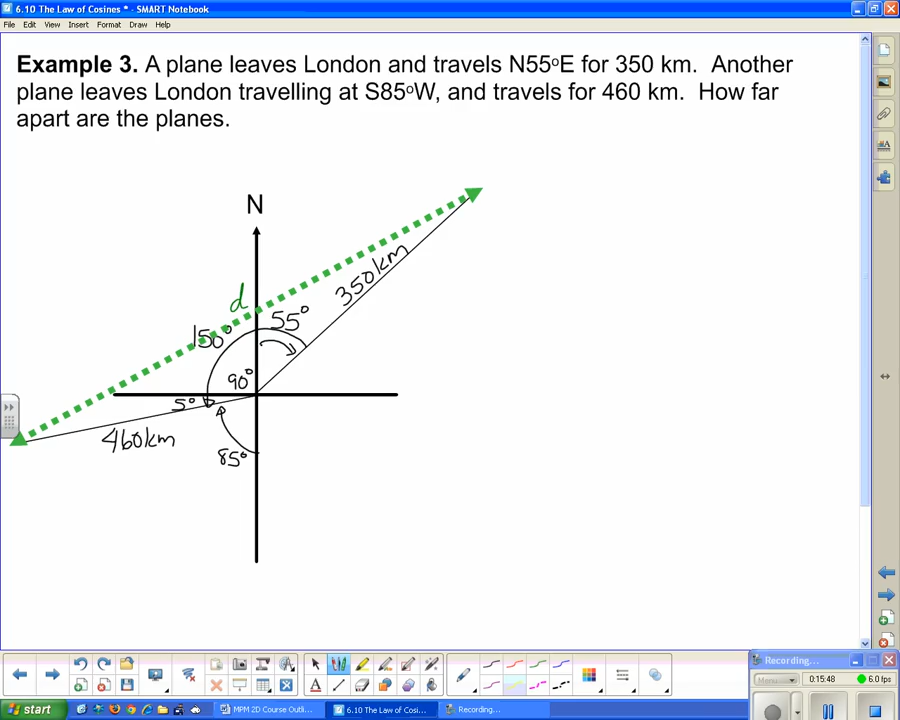 6.10 The Law of Cosines * - SMART Notebook
File Edit View Insert Format Draw Help
Example 3. A plane leaves London and travels N55°E for 350 km. Another
plane leaves London travelling at S85°W, and travels for 460 km. How far
apart are the planes.
N
350km
d
55°
150°
90°
5°
460km
85°
Recording...
Menu
0:15:48
6.0 fps
start
MPM 2D Course Outli...
6.10 The Law of Cosi...
Recording...